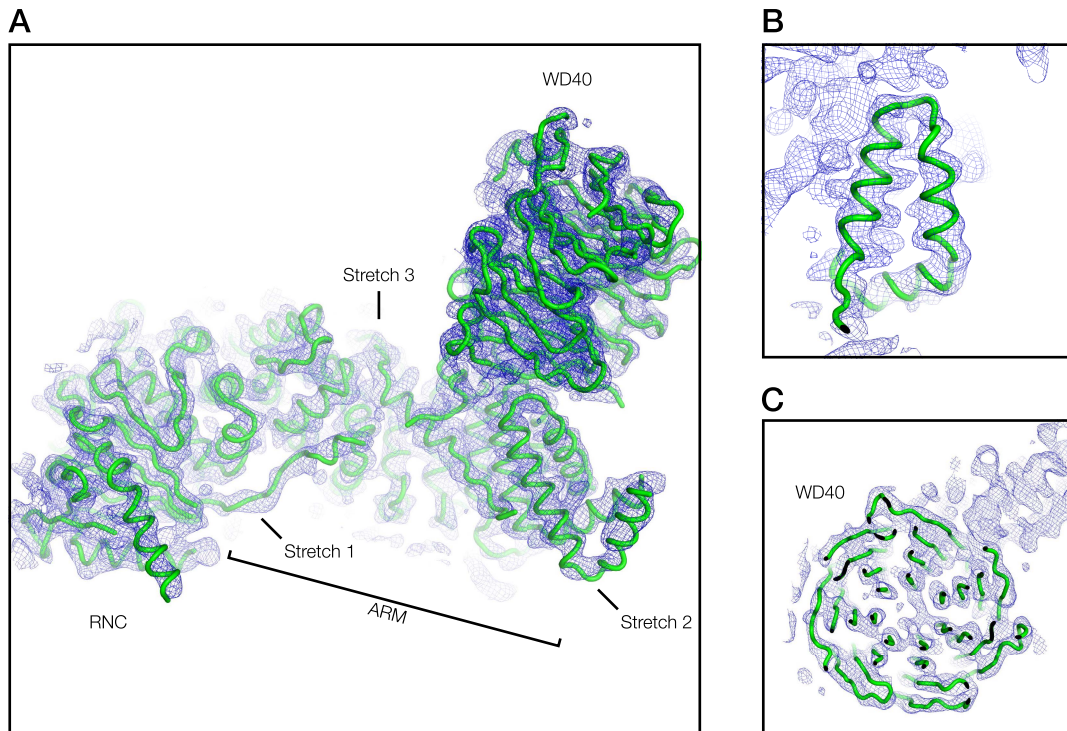 A
WD40
Stretch 3
Stretch 1
ARM
RNC
Stretch 2
B
C
WD40